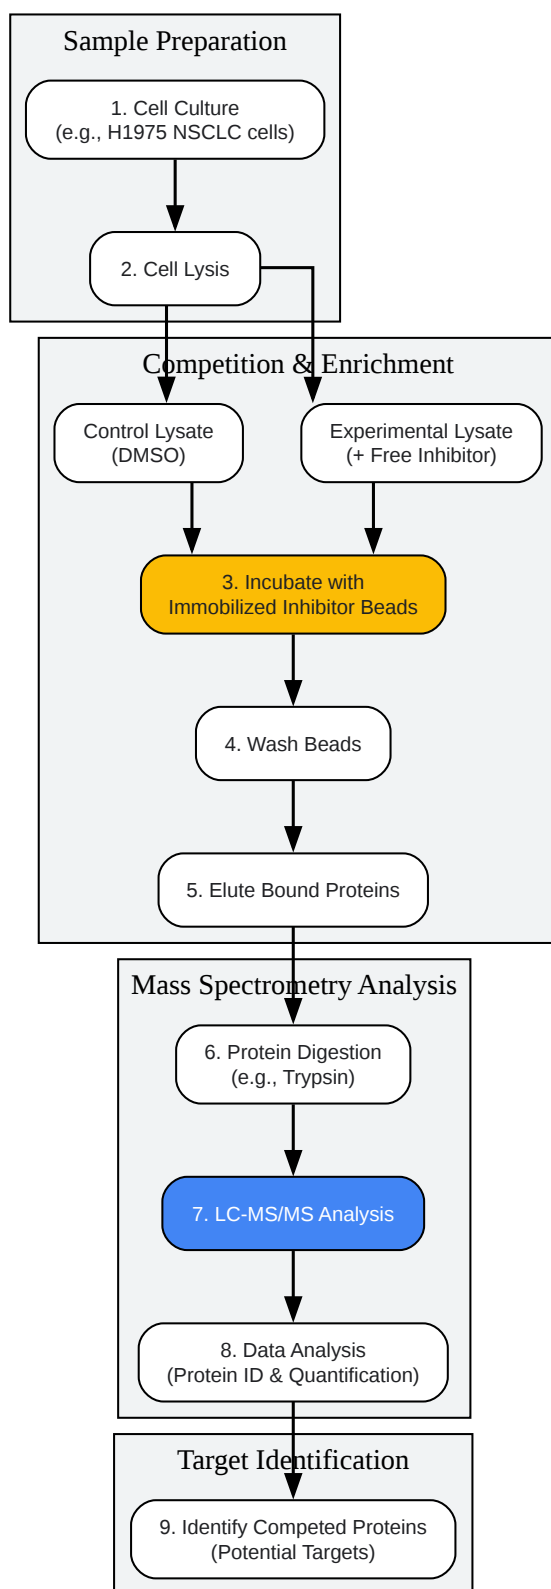 Sample Preparation
1. Cell Culture
(e.g., H1975 NSCLC cells)
2. Cell Lysis
Competition & Enrichment
Control Lysate
(DMSO)
Experimental Lysate
(+ Free Inhibitor)
3. Incubate with
Immobilized Inhibitor Beads
4. Wash Beads
5. Elute Bound Proteins
Mass Spectrometry Analysis
6. Protein Digestion
(e.g., Trypsin)
7. LC-MS/MS Analysis
8. Data Analysis
(Protein ID & Quantification)
Target Identification
9. Identify Competed Proteins
(Potential Targets)